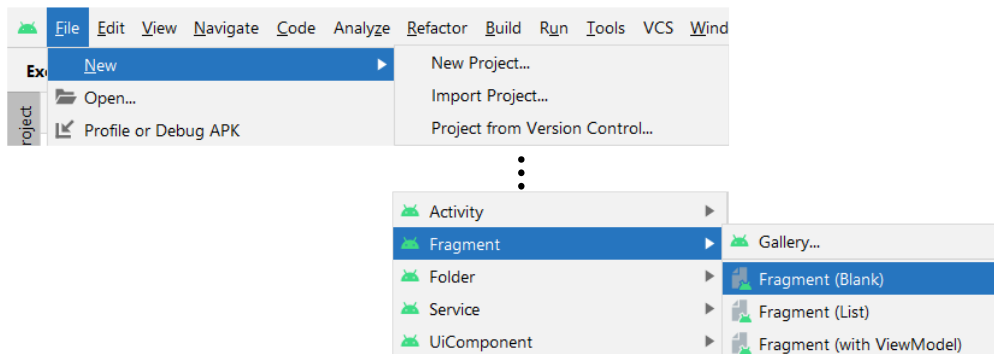 File Edit View Navigate Code Analyze Refactor Build Run Tools VCS Wind
Ex
New
New Project...
Open...
Import Project...
Profile or Debug APK
Project from Version Control...
roject
Activity
Fragment
Gallery...
Folder
Fragment (Blank)
Service
Fragment (List)
UiComponent
Fragment (with ViewModel)